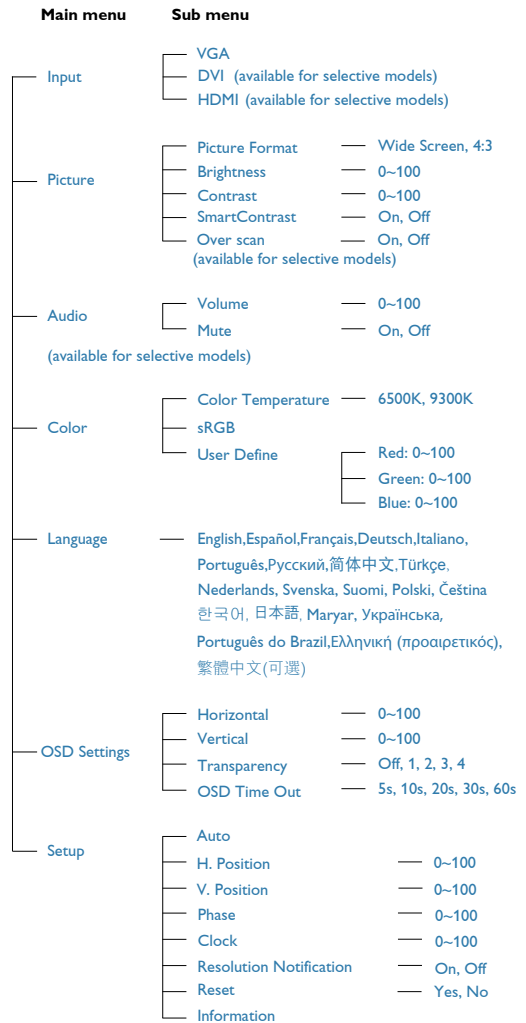 Main menu Sub menu
VGA
Input DVI (available for selective models)
HDMI (available for selective models)
Picture Format Wide Screen, 4:3
Brightness 0~100
Picture
Contrast 0~100
SmartContrast On, Off
Over scan On, Off
(available for selective models)
Volume 0~100
Audio
Mute On, Off
(available for selective models)
Color Temperature 6500K, 9300K
Color sRGB
User Define Red: 0~100
Green: 0~100
Blue: 0~100
Language English,Español,Français,Deutsch,Italiano,
Português,Русский,简体中文,Türkçe,
Nederlands, Svenska, Suomi, Polski, Čeština
한국어, 日本語, Maryar, Українська,
Português do Brazil,Ελληνική (προαιρετικός),
繁體中文(可選)
Horizontal 0~100
Vertical 0~100
OSD Settings
Transparency Off, 1, 2, 3, 4
OSD Time Out 5s, 10s, 20s, 30s, 60s
Auto
Setup
H. Position 0~100
V. Position 0~100
Phase 0~100
Clock 0~100
Resolution Notification On, Off
Reset Yes, No
Information